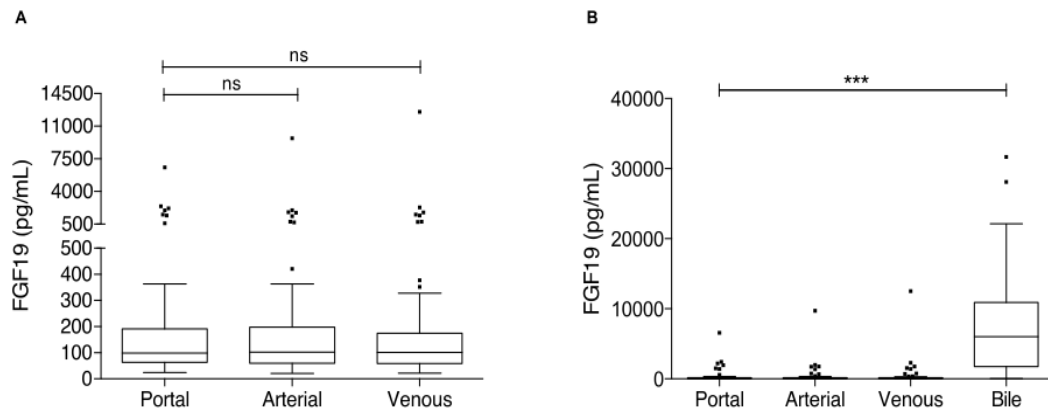 A
ns
ns
14500
11000
7500
4000
500
500
400
300
200
100
0
FGF19 (pg/mL)
Portal Arterial Venous
B
***
40000
30000
20000
10000
0
FGF19 (pg/mL)
Portal Arterial Venous Bile